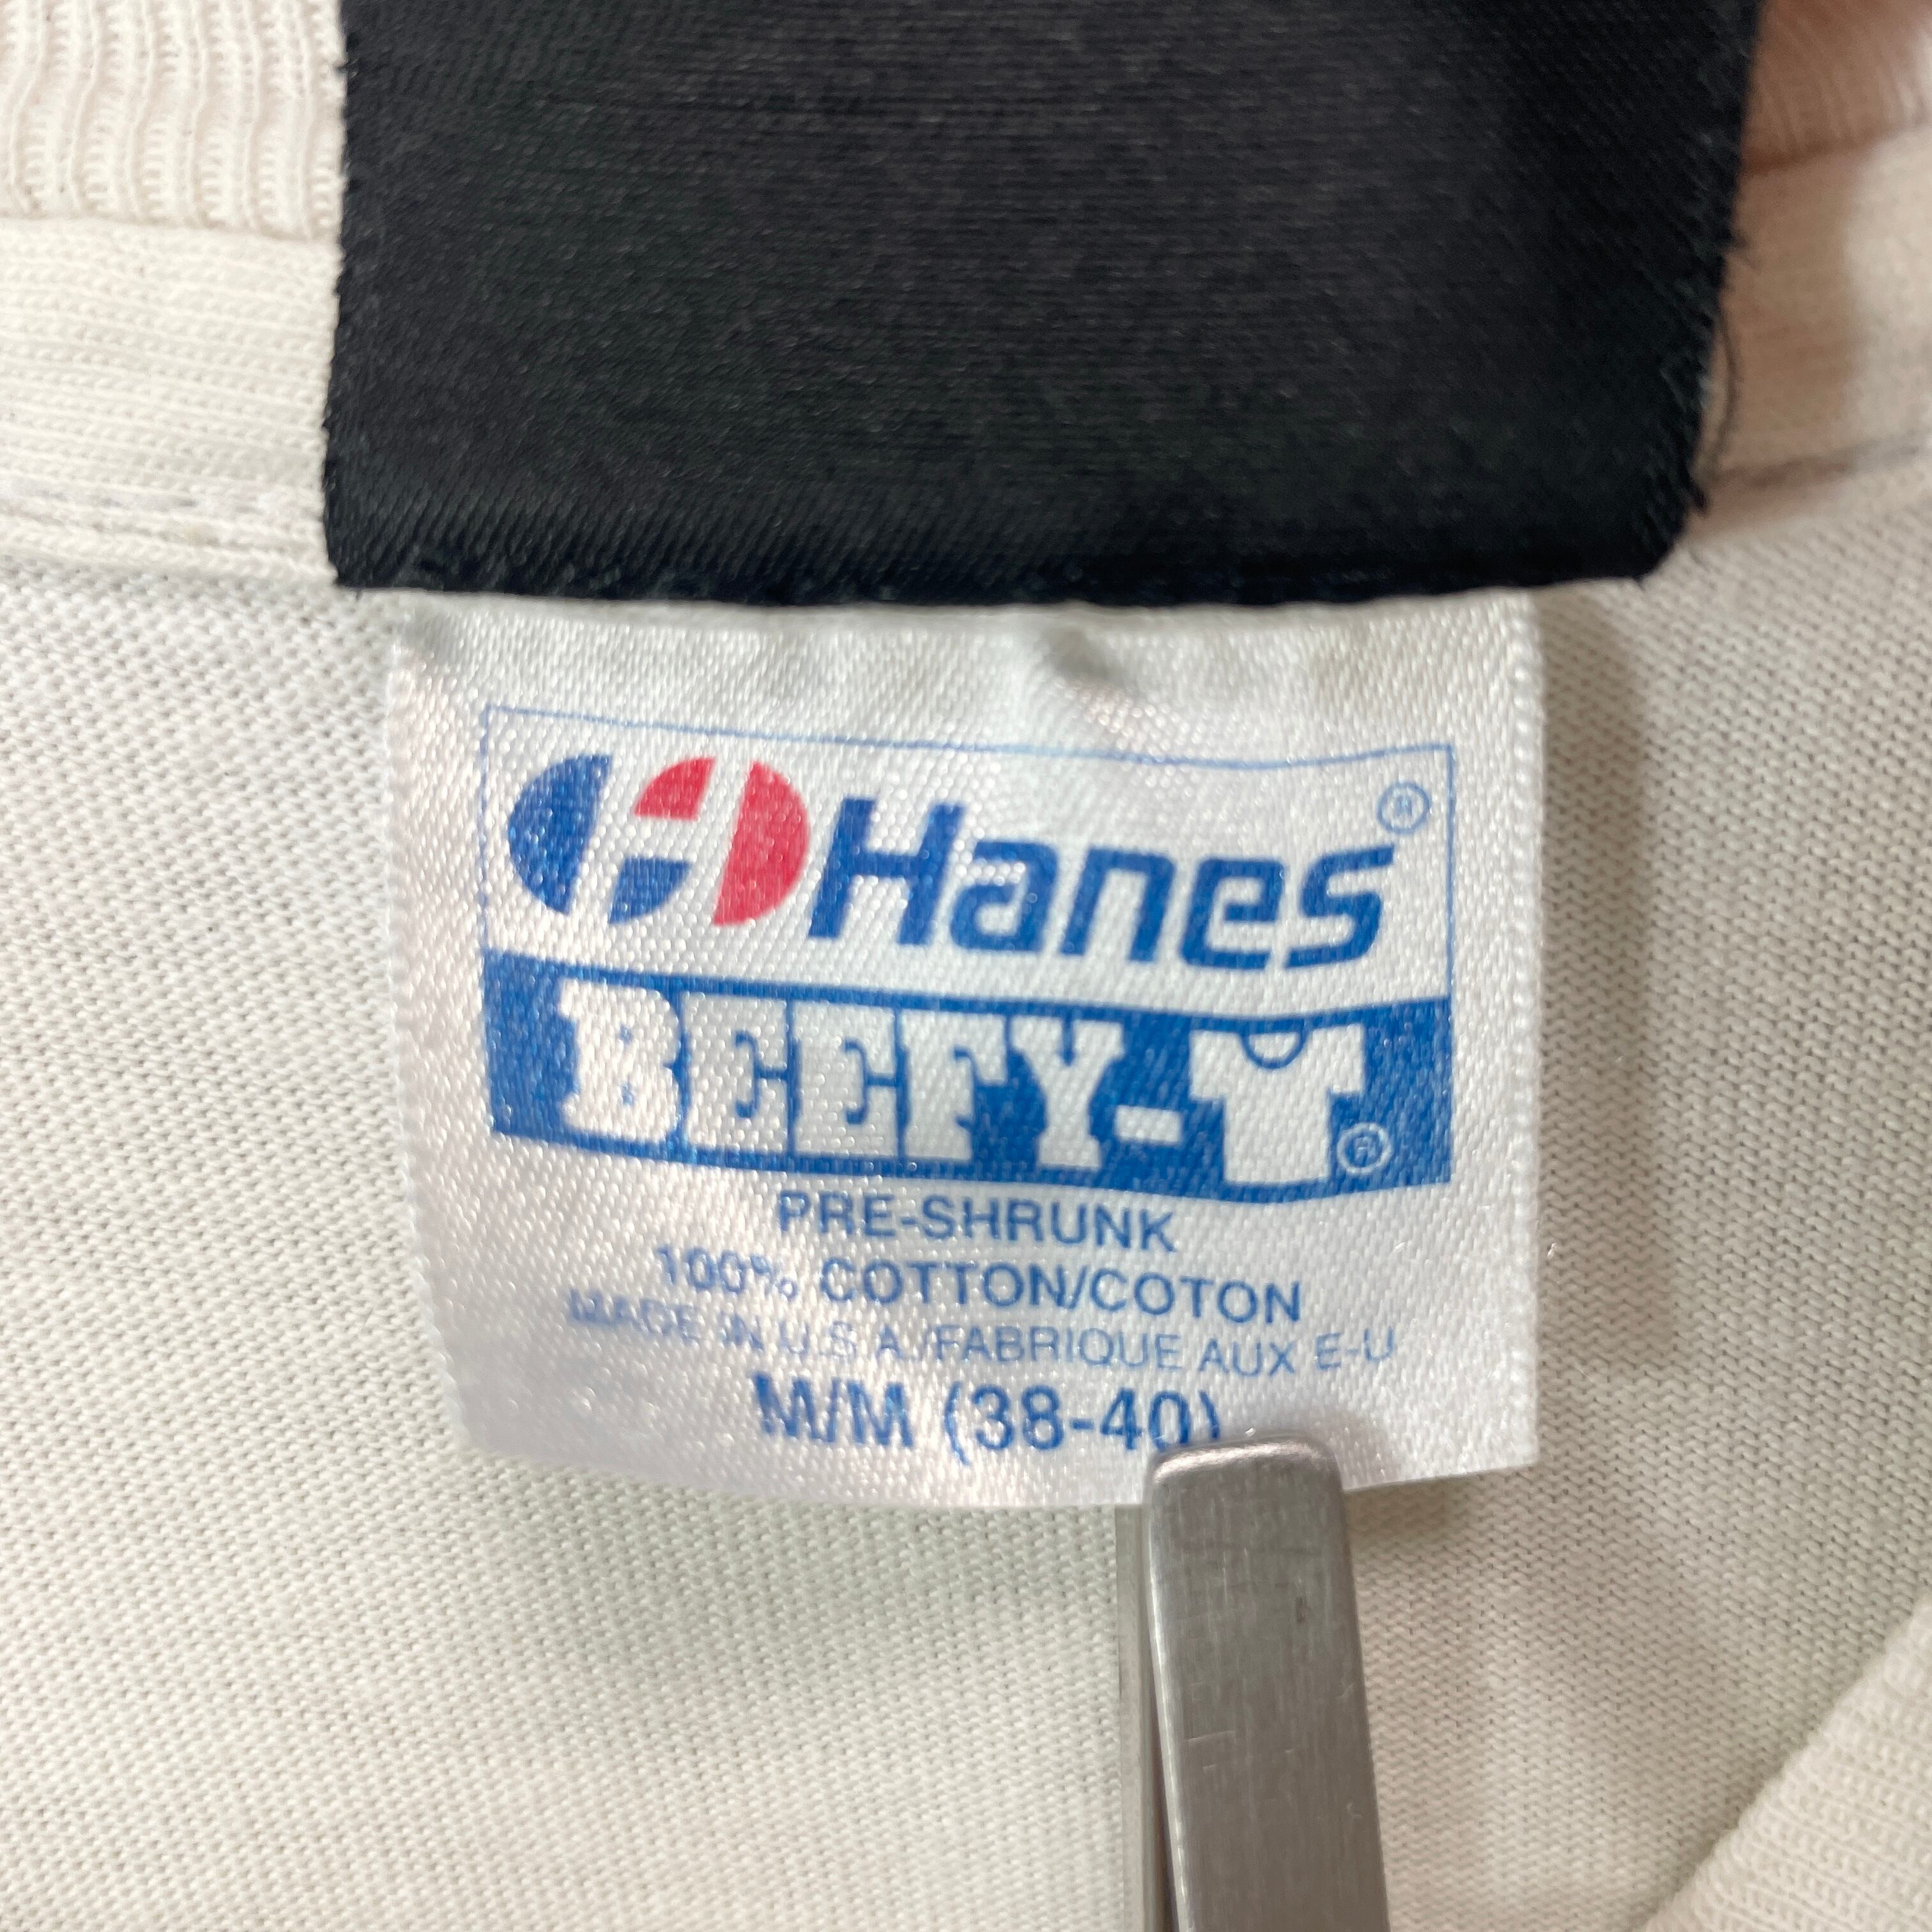 Hanes®
BEEFY-T®
PRE-SHRUNK
100% COTTON/COTON
MADE IN U.S.A./FABRIQUE AUX E-U
M/M (38-40)